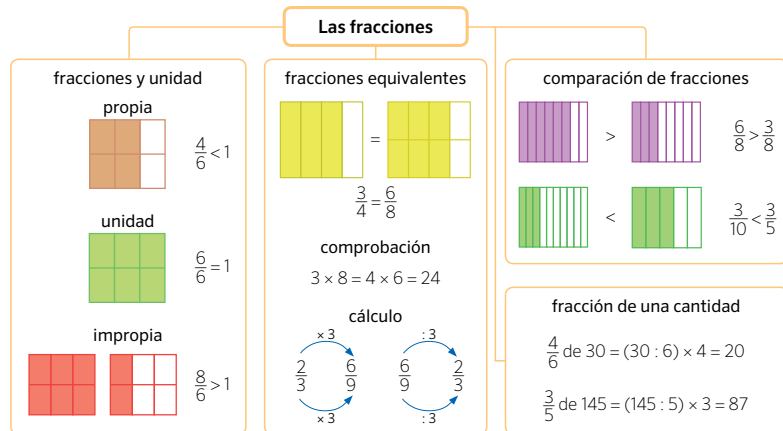 Las fracciones
fracciones y unidad
propia
4/6 < 1
unidad
6/6 = 1
impropia
8/6 > 1
fracciones equivalentes
=
3/4 = 6/8
comprobación
3 × 8 = 4 × 6 = 24
cálculo
× 3 : 3
2/3 6/9 6/9 2/3
× 3 : 3
comparación de fracciones
> 6/8 > 3/8
< 3/10 < 3/5
fracción de una cantidad
4/6 de 30 = (30 : 6) × 4 = 20
3/5 de 145 = (145 : 5) × 3 = 87